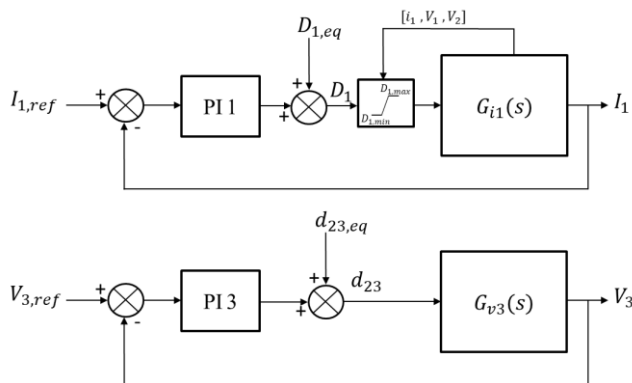 D1,eq
[i1 , V1 , V2]
I1,ref + - PI 1 + + D1 D1,max D1,min Gi1(s) I1
d23,eq
V3,ref + - PI 3 + + d23 Gv3(s) V3